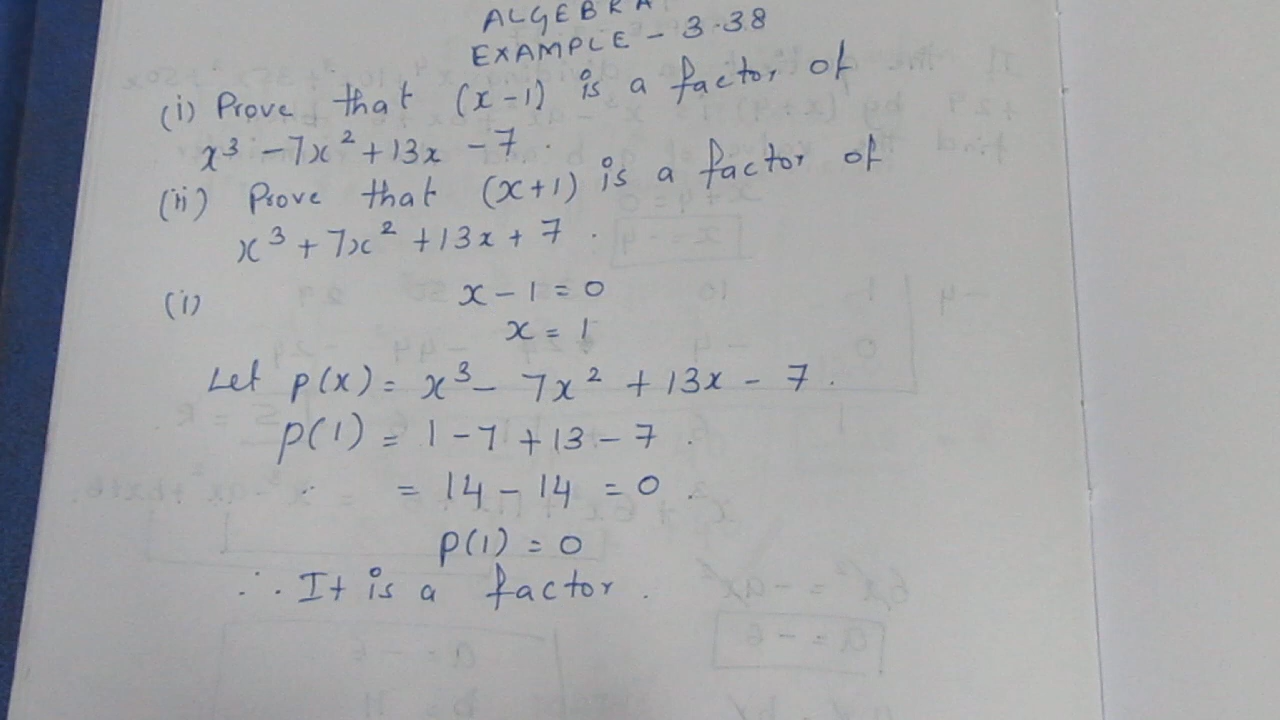 ALGEBRA
EXAMPLE - 3.38
(i) Prove that (x-1) is a factor of
x³ - 7x² + 13x - 7.
(ii) Prove that (x+1) is a factor of
x³ + 7x² + 13x + 7.
(i) x - 1 = 0
x = 1
Let p(x) = x³ - 7x² + 13x - 7.
p(1) = 1 - 7 + 13 - 7.
= 14 - 14 = 0.
p(1) = 0
∴ It is a factor.